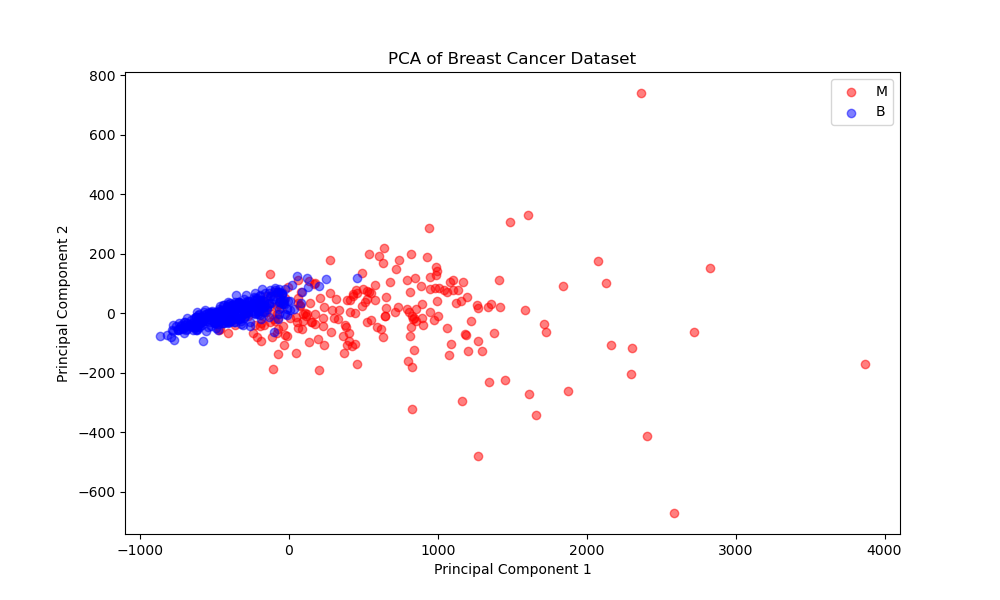 PCA of Breast Cancer Dataset
M
B
800
600
400
200
0
−200
−400
−600
Principal Component 2
−1000
0
1000
2000
3000
4000
Principal Component 1